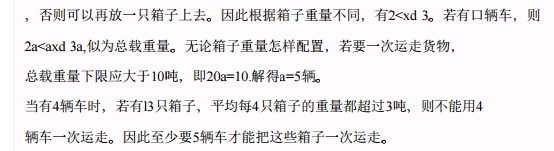 ，否则可以再放一只箱子上去。因此根据箱子重量不同，有2<xd 3。若有口辆车，则
2a<axd 3a,似为总载重量。无论箱子重量怎样配置，若要一次运走货物，
总载重量下限应大于10吨，即20a=10.解得a=5辆。
当有4辆车时，若有l3只箱子，平均每4只箱子的重量都超过3吨，则不能用4
辆车一次运走。因此至少要5辆车才能把这些箱子一次运走。